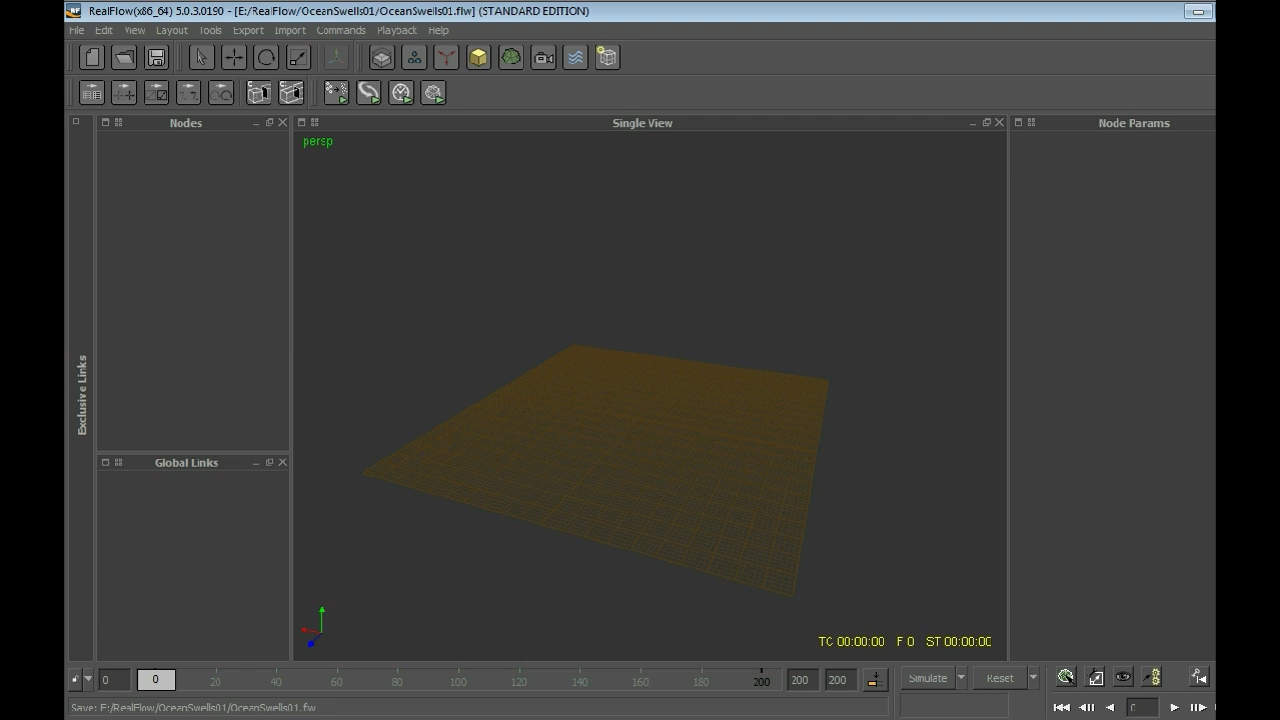 RealFlow(x86_64) 5.0.3.0190 - [E:/RealFlow/OceanSwells01/OceanSwells01.flw] (STANDARD EDITION)
File Edit View Layout Tools Export Import Commands Playback Help
Nodes
Single View
Node Params
persp
Exclusive Links
Global Links
TC 00:00:00 F 0 ST 00:00:00
0 0 20 40 60 80 100 120 140 160 180 200 200 200 Simulate Reset
Save: E:/RealFlow/OceanSwells01/OceanSwells01.flw
0